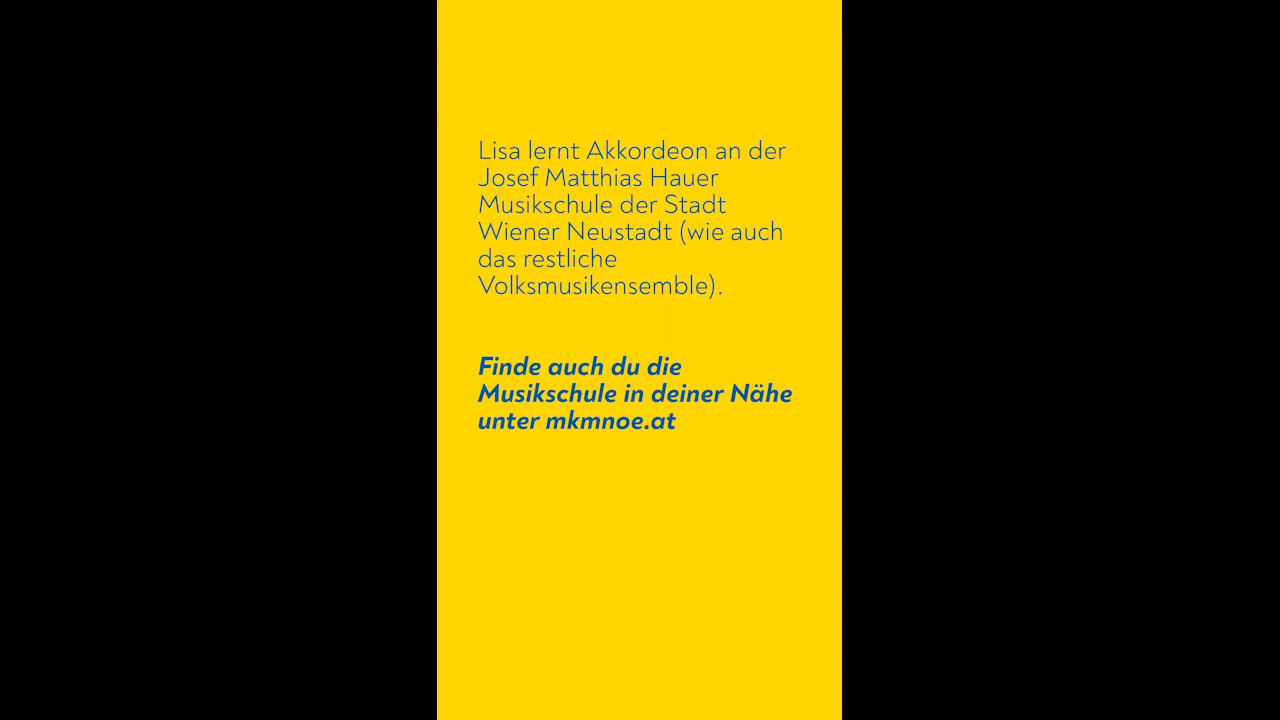 Lisa lernt Akkordeon an der
Josef Matthias Hauer
Musikschule der Stadt
Wiener Neustadt (wie auch
das restliche
Volksmusikensemble).
Finde auch du die
Musikschule in deiner Nähe
unter mkmnoe.at